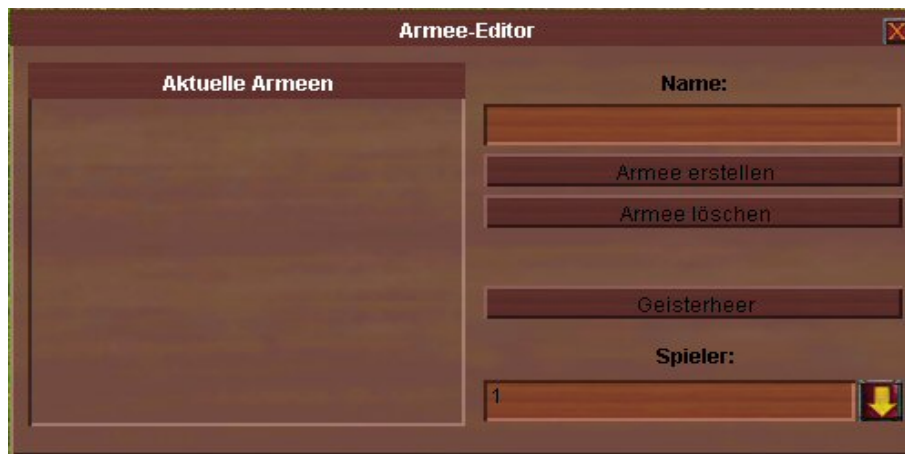 Armee-Editor
X
Aktuelle Armeen
Name:
Armee erstellen
Armee löschen
Geisterheer
Spieler:
1